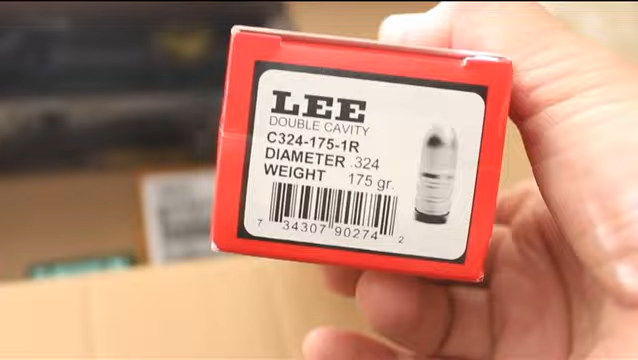 LEE
DOUBLE CAVITY
C324-175-1R
DIAMETER .324
WEIGHT 175 gr.
7 34307 90274 2